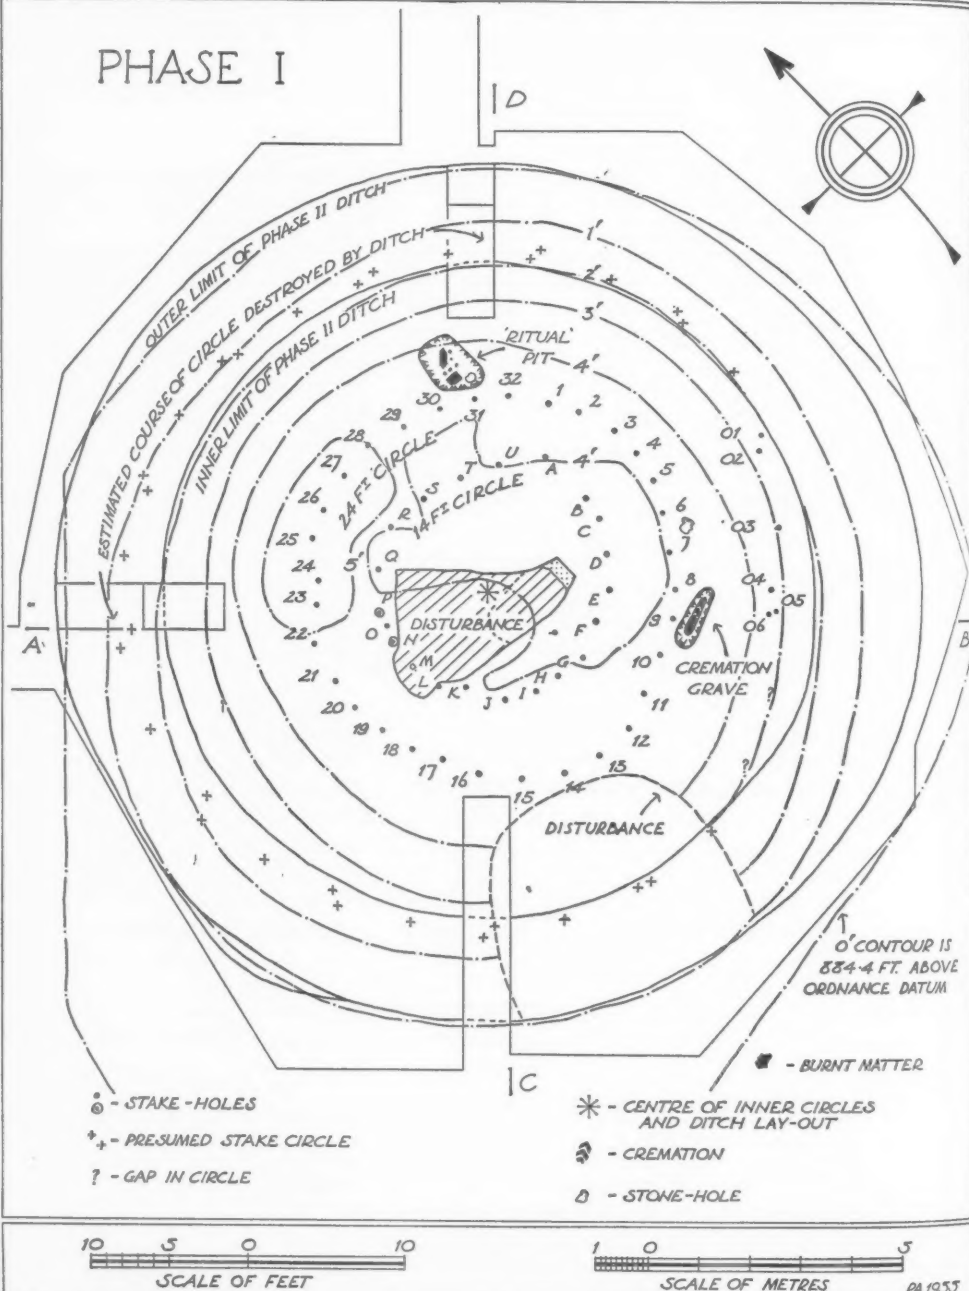 PHASE I
D
OUTER LIMIT OF PHASE II DITCH
ESTIMATED COURSE OF CIRCLE DESTROYED BY DITCH
INNER LIMIT OF PHASE II DITCH
1'
2'
3'
4'
'RITUAL'
PIT
32
1
2
3
4
5
6
7
8
9
10
11
12
13
14
15
16
17
18
19
20
21
22
23
24
25
26
27
28
29
30
31
24 FT CIRCLE
14 FT CIRCLE
4'
5'
A
B
C
D
E
F
G
H
I
J
K
L
M
N
O
P
Q
R
S
T
U
01
02
03
04
05
06
DISTURBANCE
CREMATION
GRAVE
?
?
DISTURBANCE
A
B
C
O' CONTOUR IS
884·4 FT. ABOVE
ORDNANCE DATUM
- BURNT MATTER
- STAKE-HOLES
- PRESUMED STAKE CIRCLE
? - GAP IN CIRCLE
- CENTRE OF INNER CIRCLES
AND DITCH LAY-OUT
- CREMATION
- STONE-HOLE
10 5 0 10
SCALE OF FEET
1 0 5
SCALE OF METRES
PA 1955